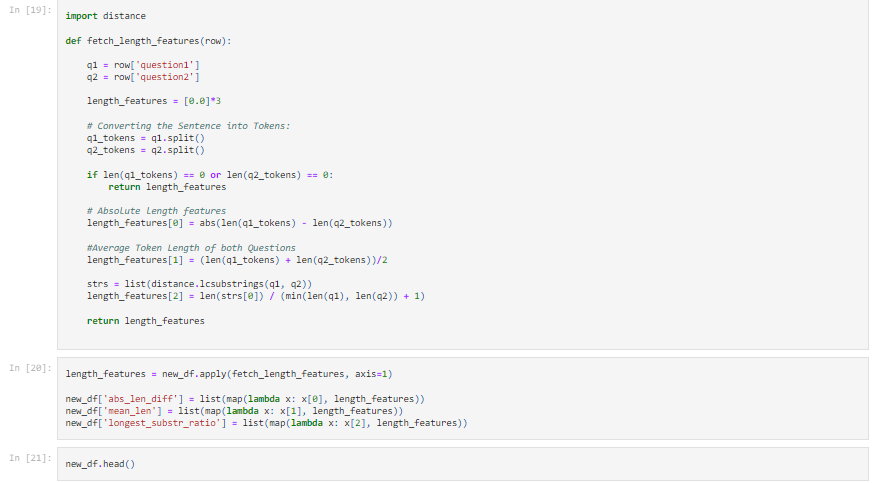 In [19]:
import distance
def fetch_length_features(row):
q1 = row['question1']
q2 = row['question2']
length_features = [0.0]*3
# Converting the Sentence into Tokens:
q1_tokens = q1.split()
q2_tokens = q2.split()
if len(q1_tokens) == 0 or len(q2_tokens) == 0:
return length_features
# Absolute length features
length_features[0] = abs(len(q1_tokens) - len(q2_tokens))
#Average Token Length of both Questions
length_features[1] = (len(q1_tokens) + len(q2_tokens))/2
strs = list(distance.lcsubstrings(q1, q2))
length_features[2] = len(strs[0]) / (min(len(q1), len(q2)) + 1)
return length_features
In [20]:
length_features = new_df.apply(fetch_length_features, axis=1)
new_df['abs_len_diff'] = list(map(lambda x: x[0], length_features))
new_df['mean_len'] = list(map(lambda x: x[1], length_features))
new_df['longest_substr_ratio'] = list(map(lambda x: x[2], length_features))
In [21]:
new_df.head()